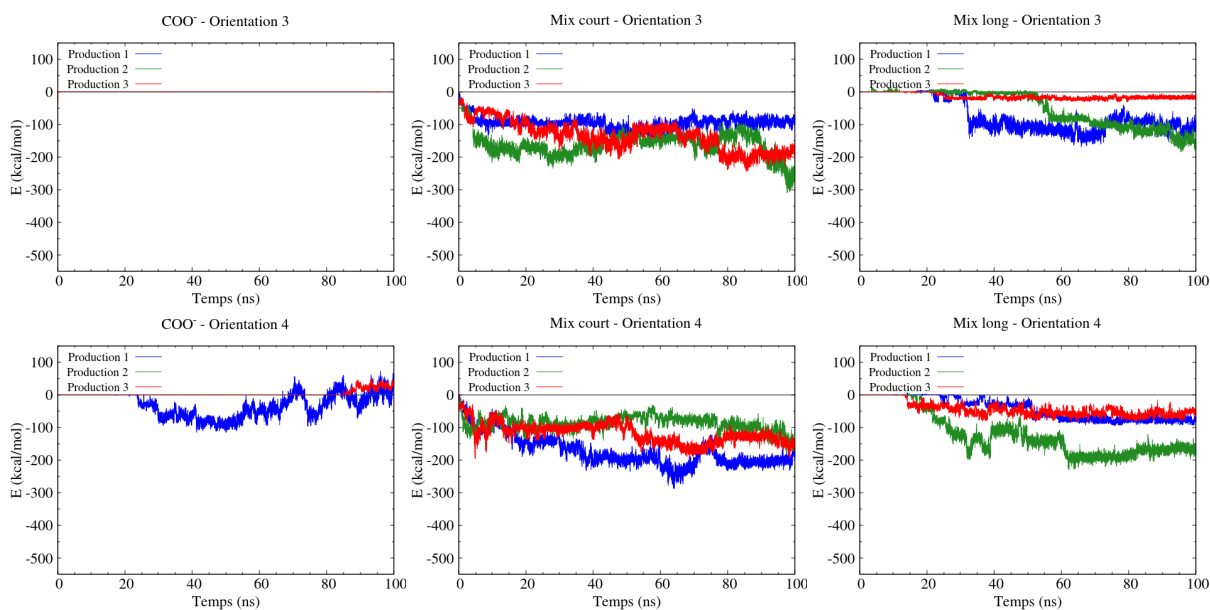 COO⁻ - Orientation 3
Production 1
Production 2
Production 3
100
0
-100
-200
-300
-400
-500
E (kcal/mol)
0 20 40 60 80 100
Temps (ns)
Mix court - Orientation 3
Production 1
Production 2
Production 3
100
0
-100
-200
-300
-400
-500
E (kcal/mol)
0 20 40 60 80 100
Temps (ns)
Mix long - Orientation 3
Production 1
Production 2
Production 3
100
0
-100
-200
-300
-400
-500
E (kcal/mol)
0 20 40 60 80 100
Temps (ns)
COO⁻ - Orientation 4
Production 1
Production 2
Production 3
100
0
-100
-200
-300
-400
-500
E (kcal/mol)
0 20 40 60 80 100
Temps (ns)
Mix court - Orientation 4
Production 1
Production 2
Production 3
100
0
-100
-200
-300
-400
-500
E (kcal/mol)
0 20 40 60 80 100
Temps (ns)
Mix long - Orientation 4
Production 1
Production 2
Production 3
100
0
-100
-200
-300
-400
-500
E (kcal/mol)
0 20 40 60 80 100
Temps (ns)